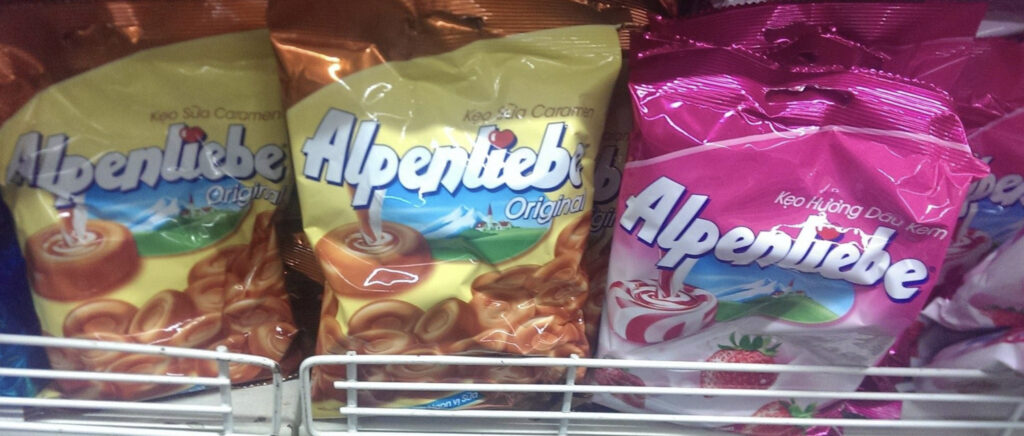 Kẹo Sữa Caramen
Alpenliebe
Original
Kẹo Sữa Caramen
Alpenliebe
Original
Kẹo Hương Dâu Kem
Alpenliebe